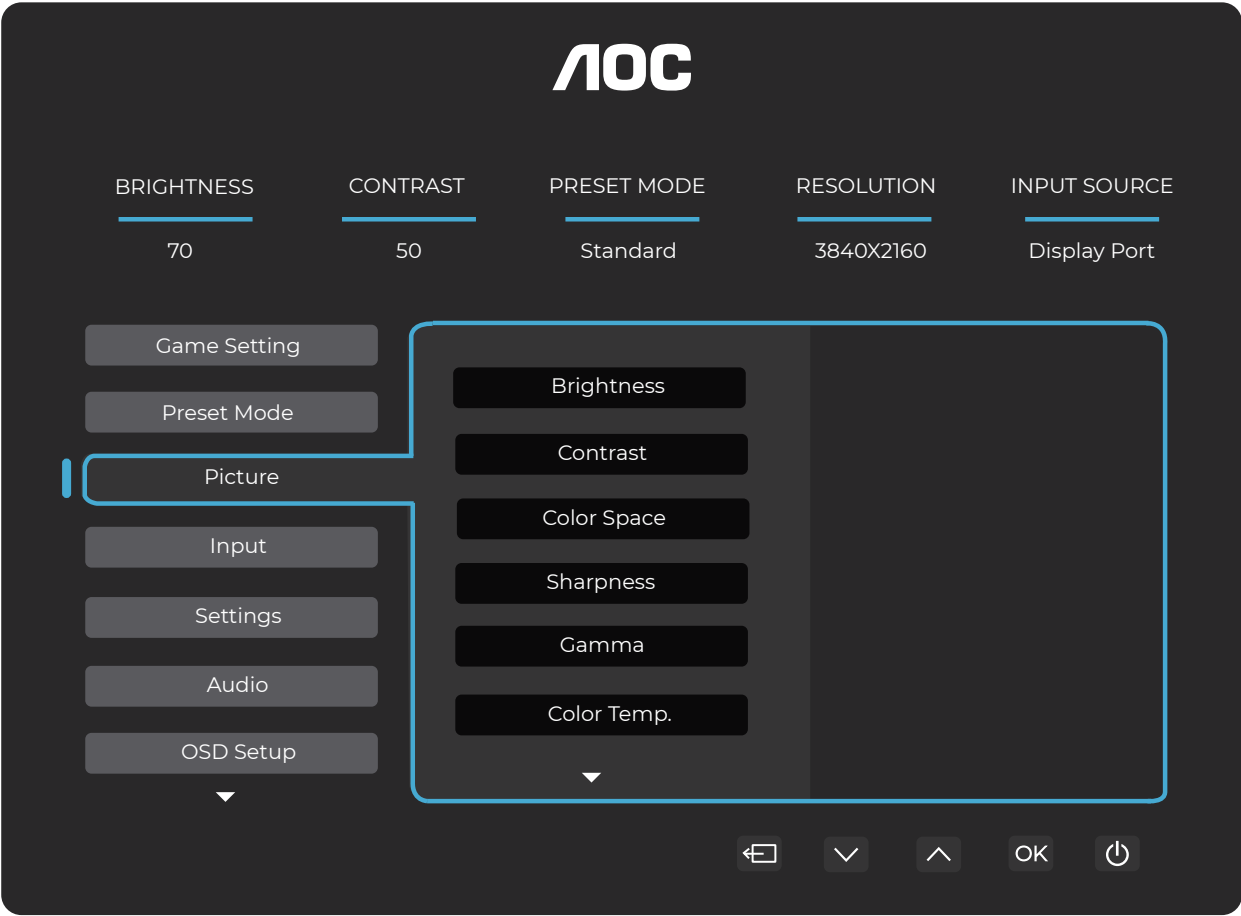 AOC
BRIGHTNESS CONTRAST PRESET MODE RESOLUTION INPUT SOURCE
70 50 Standard 3840X2160 Display Port
Game Setting
Preset Mode
Picture
Input
Settings
Audio
OSD Setup
Brightness
Contrast
Color Space
Sharpness
Gamma
Color Temp.
OK